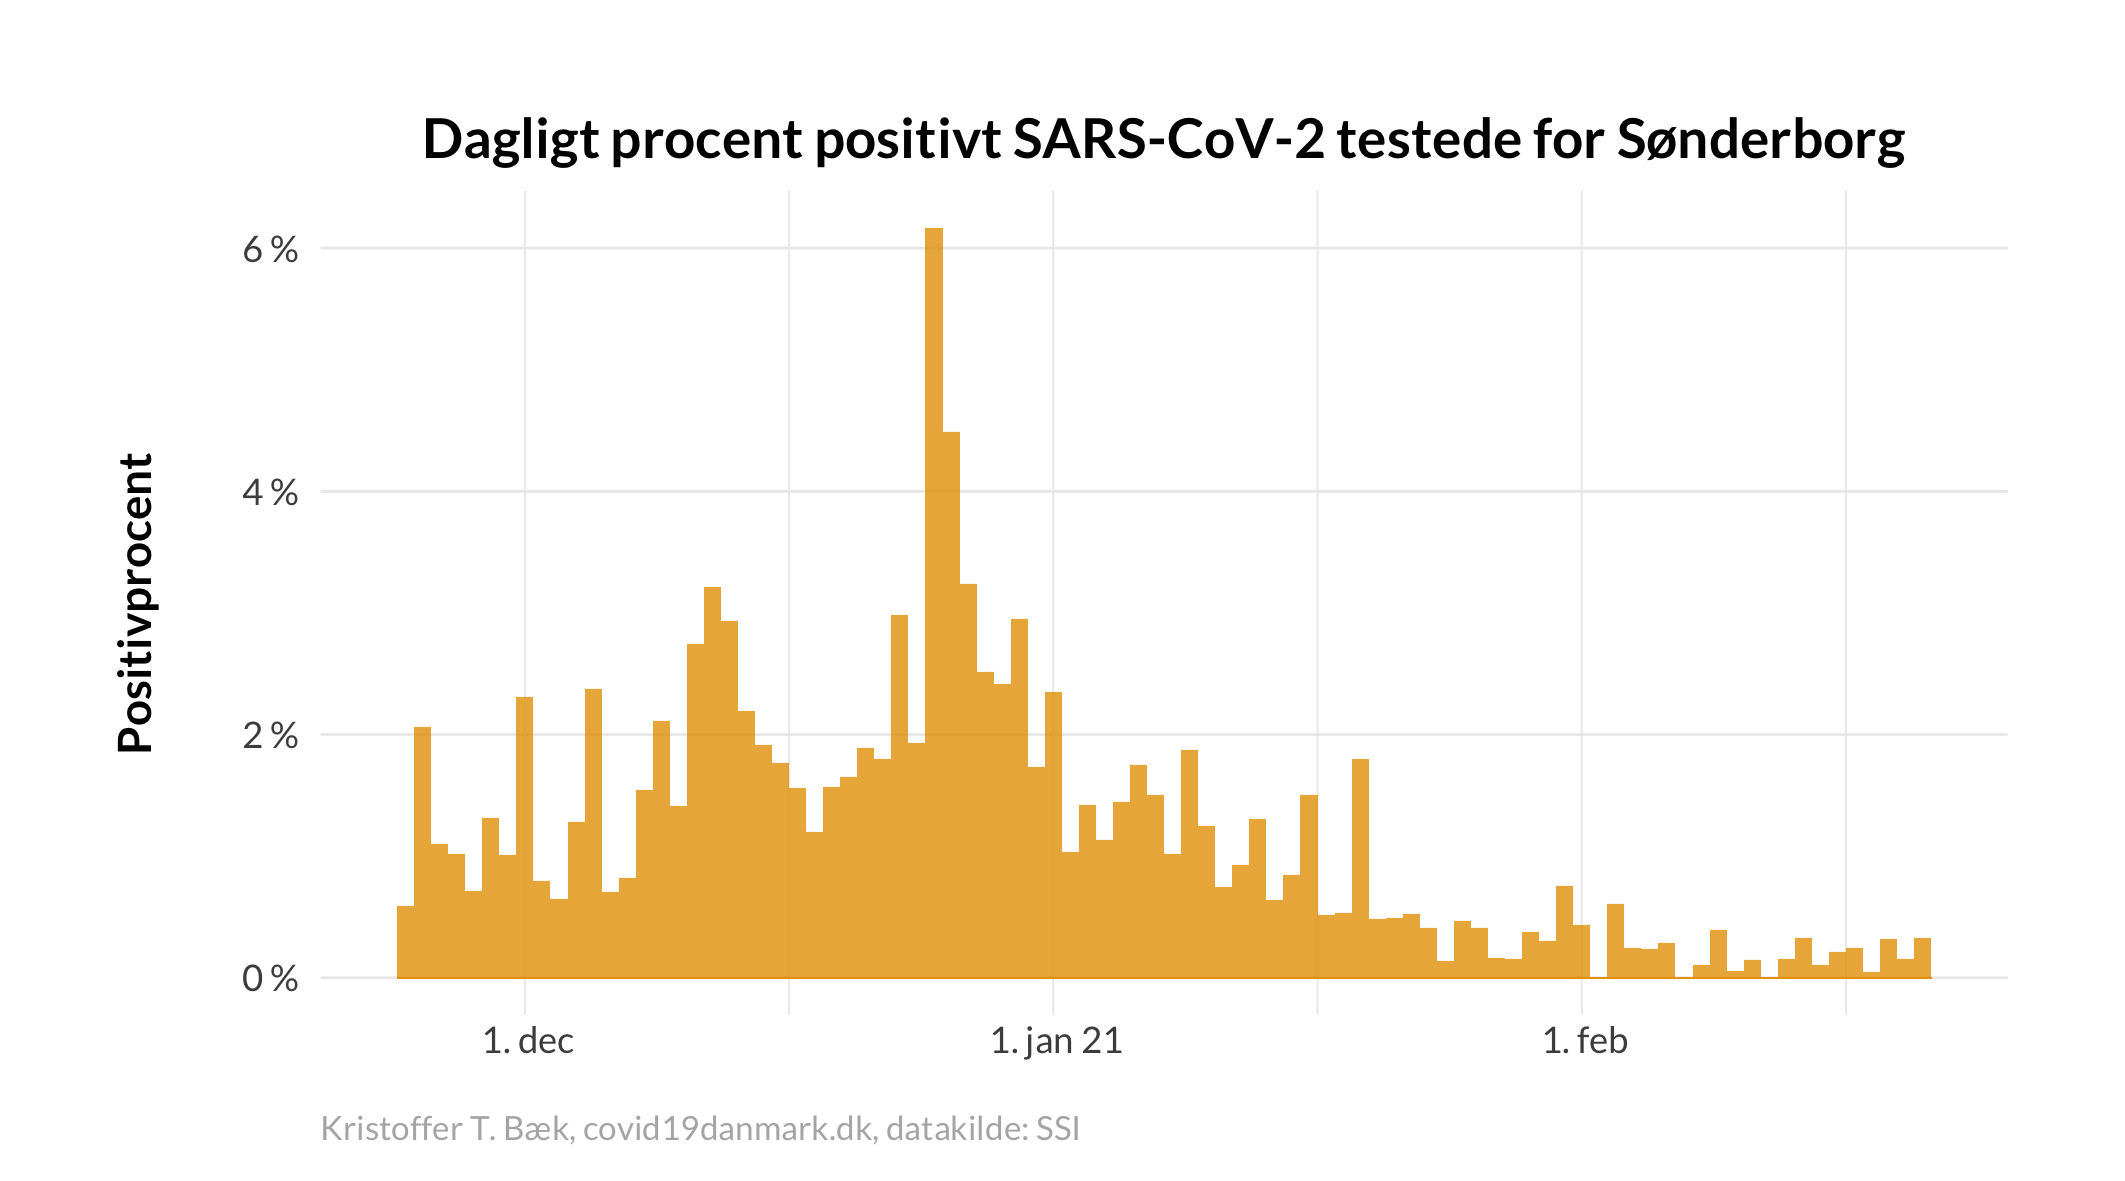 Dagligt procent positivt SARS-CoV-2 testede for Sønderborg
Positivprocent
6 %
4 %
2 %
0 %
1. dec
1. jan 21
1. feb
Kristoffer T. Bæk, covid19danmark.dk, datakilde: SSI